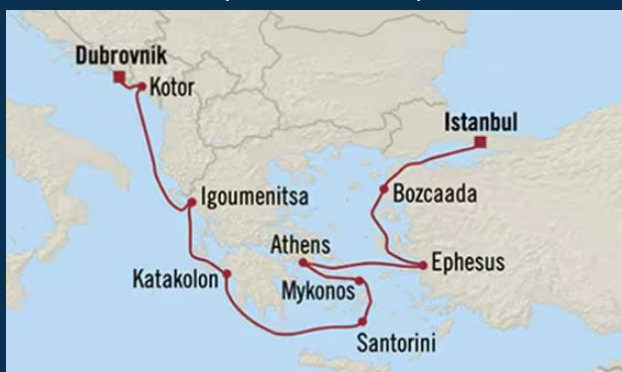 Dubrovnik
Kotor
Istanbul
Igoumenitsa
Bozcaada
Athens
Ephesus
Katakolon
Mykonos
Santorini